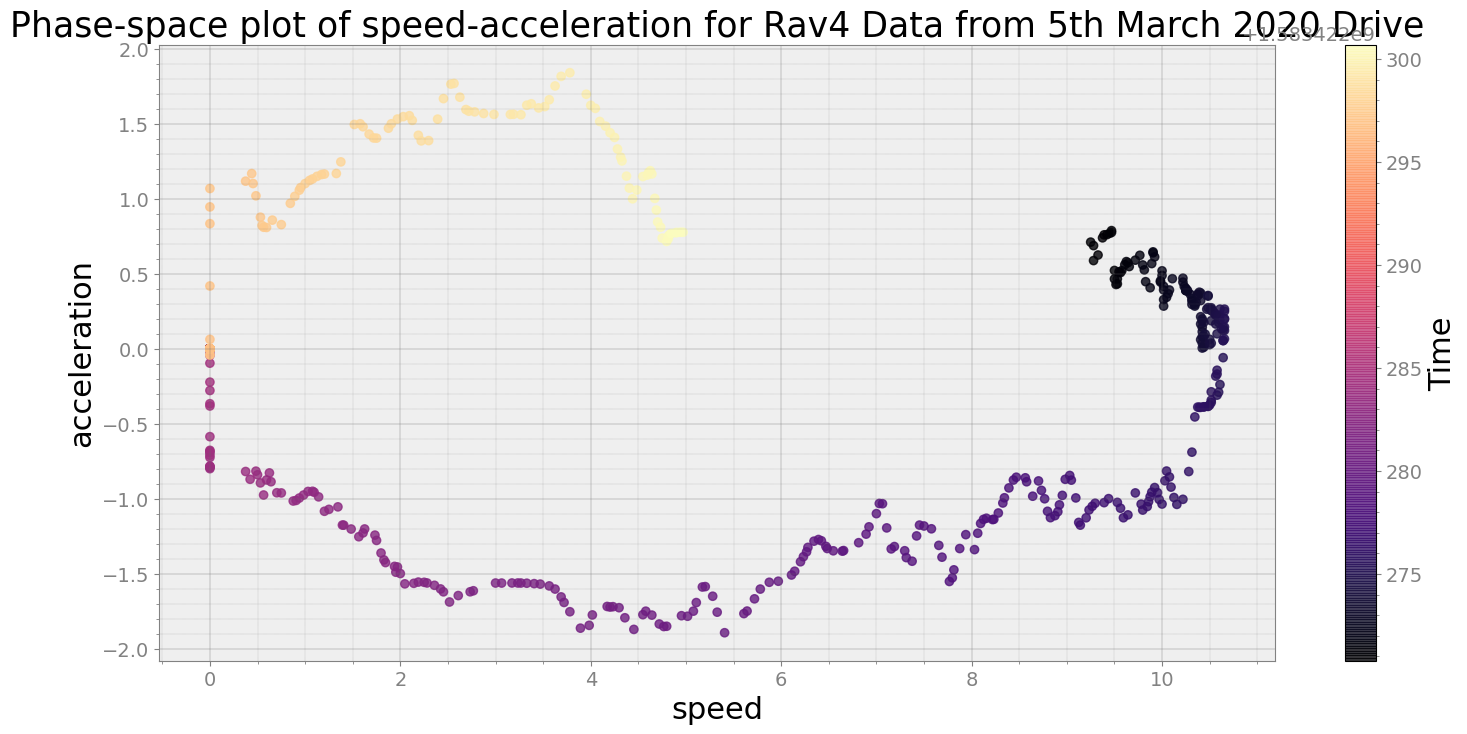 Phase-space plot of speed-acceleration for Rav4 Data from 5th March 2020 Drive
+1.583422e9
2.0
1.5
1.0
0.5
0.0
−0.5
−1.0
−1.5
−2.0
acceleration
0 2 4 6 8 10
speed
300
295
290
285
280
275
Time